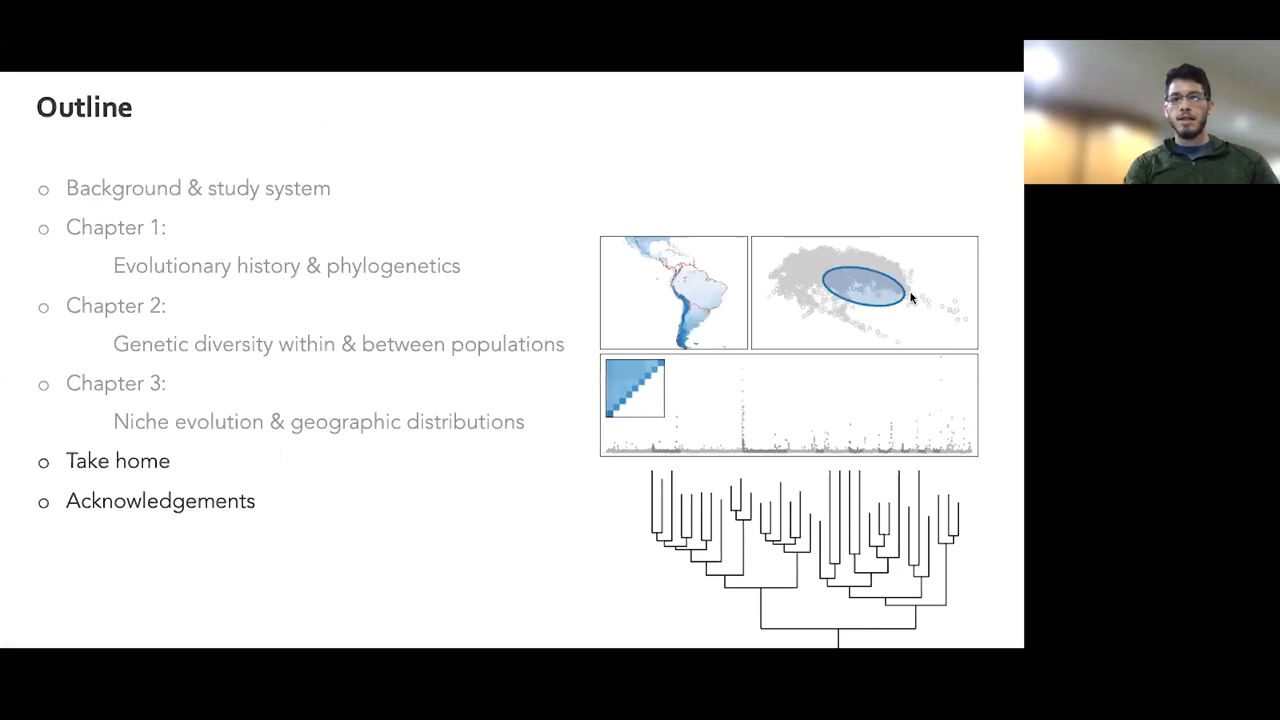 Outline
Background & study system
Chapter 1:
Evolutionary history & phylogenetics
Chapter 2:
Genetic diversity within & between populations
Chapter 3:
Niche evolution & geographic distributions
Take home
Acknowledgements